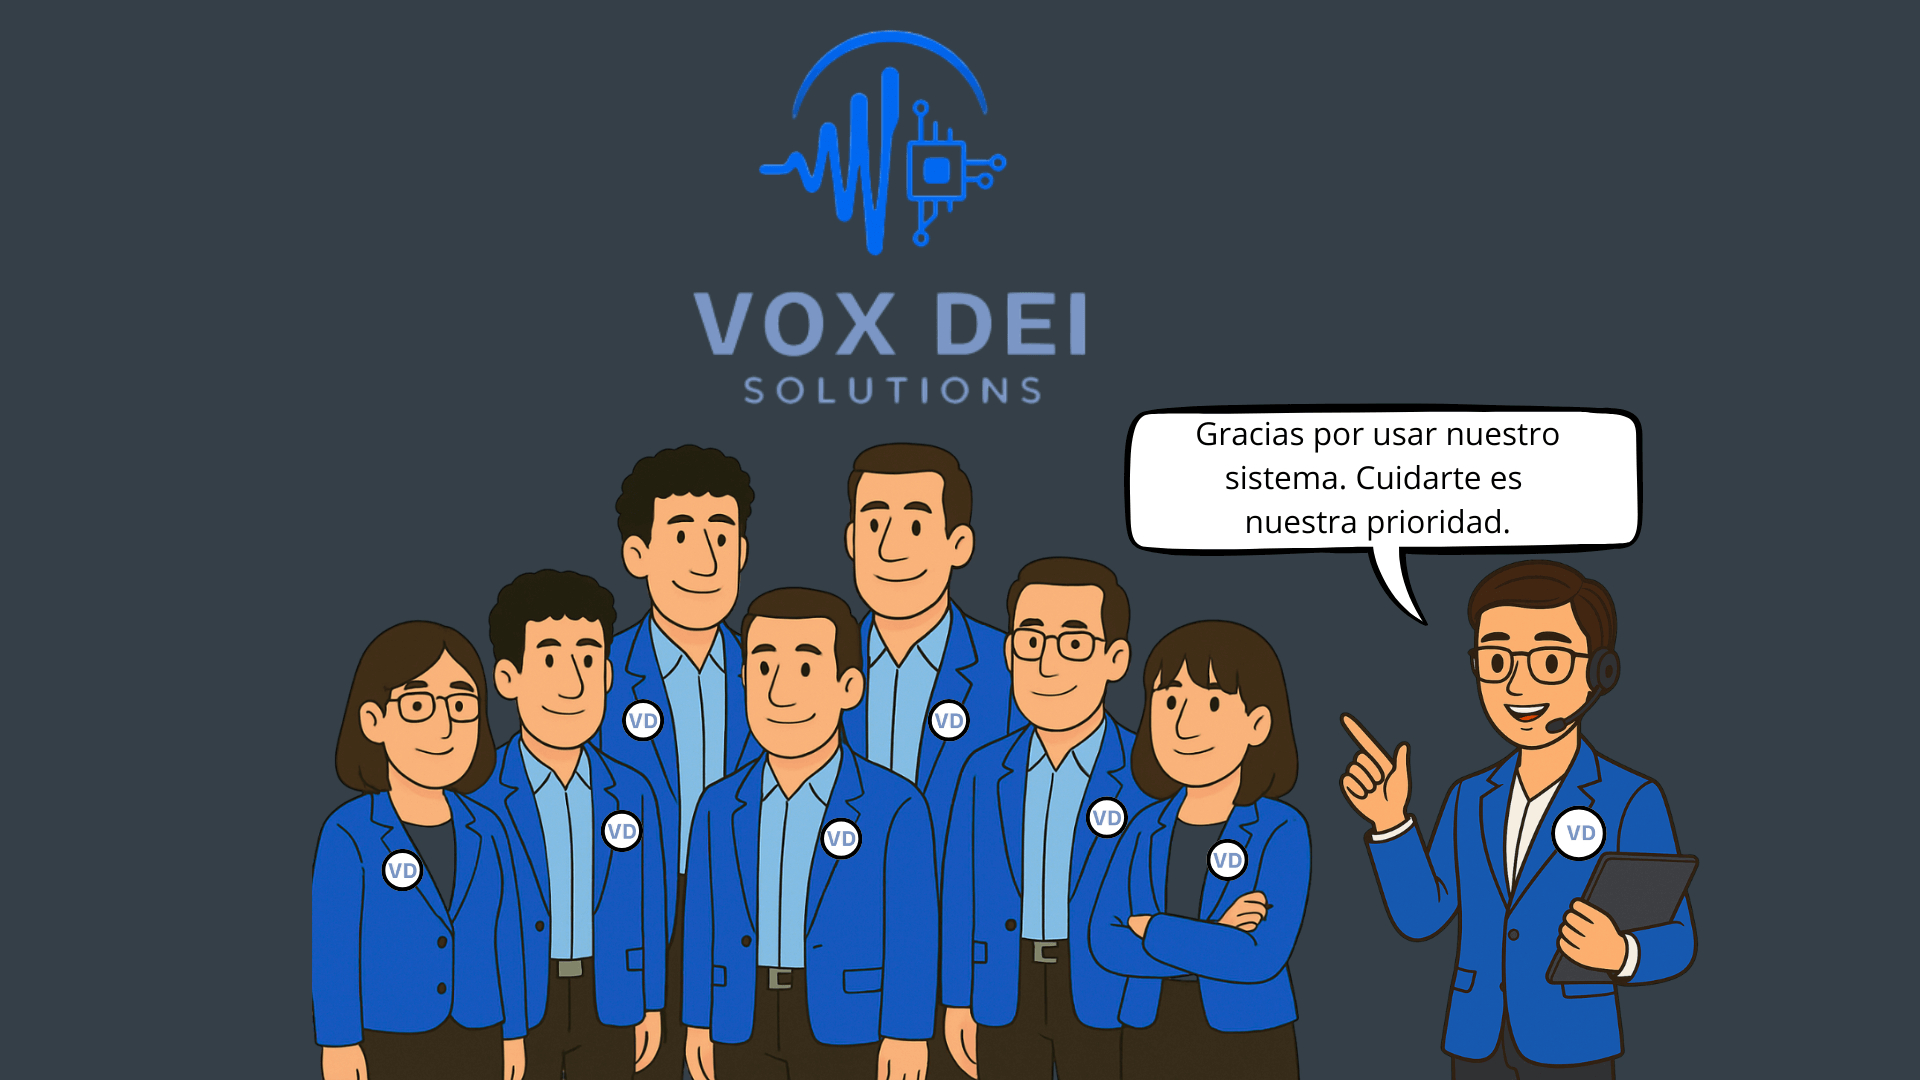 VOX DEI
SOLUTIONS
Gracias por usar nuestro
sistema. Cuidarte es
nuestra prioridad.
VD
VD
VD
VD
VD
VD
VD
VD